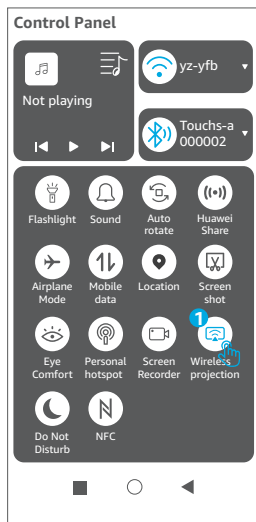 Control Panel
yz-yfb
Not playing
Touchs-a
000002
Flashlight
Sound
Auto
rotate
Huawei
Share
Airplane
Mode
Mobile
data
Location
Screen
shot
1
Eye
Comfort
Personal
hotspot
Screen
Recorder
Wireless
projection
Do Not
Disturb
NFC